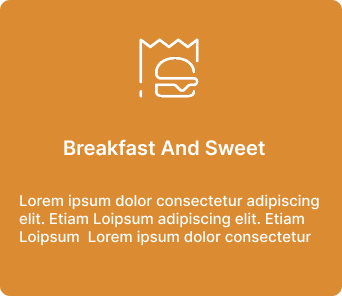 Breakfast And Sweet
Lorem ipsum dolor consectetur adipiscing
elit. Etiam Loipsum adipiscing elit. Etiam
Loipsum  Lorem ipsum dolor consectetur